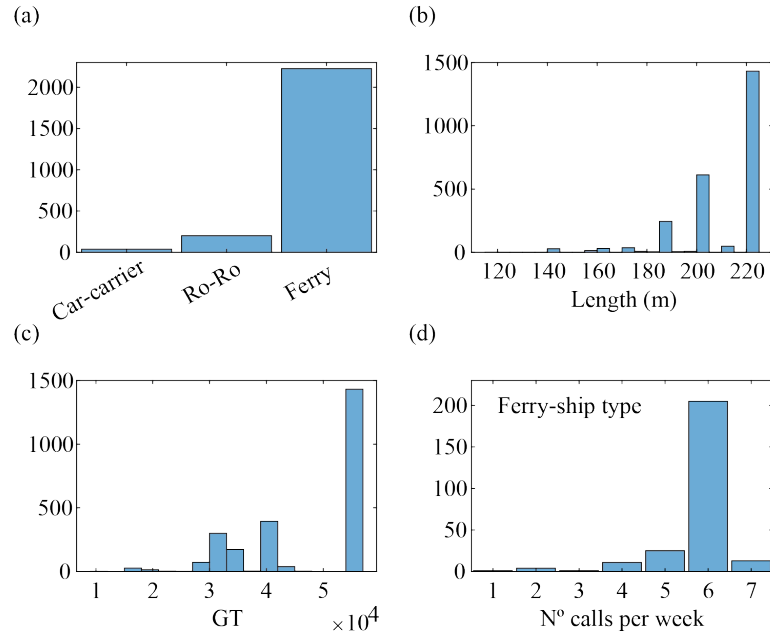 (a)
2000
1500
1000
500
0
Car-carrier
Ro-Ro
Ferry
(b)
1500
1000
500
0
120 140 160 180 200 220
Length (m)
(c)
1500
1000
500
0
1 2 3 4 5
GT
×10⁴
(d)
200
150
100
50
0
Ferry-ship type
1 2 3 4 5 6 7
Nº calls per week